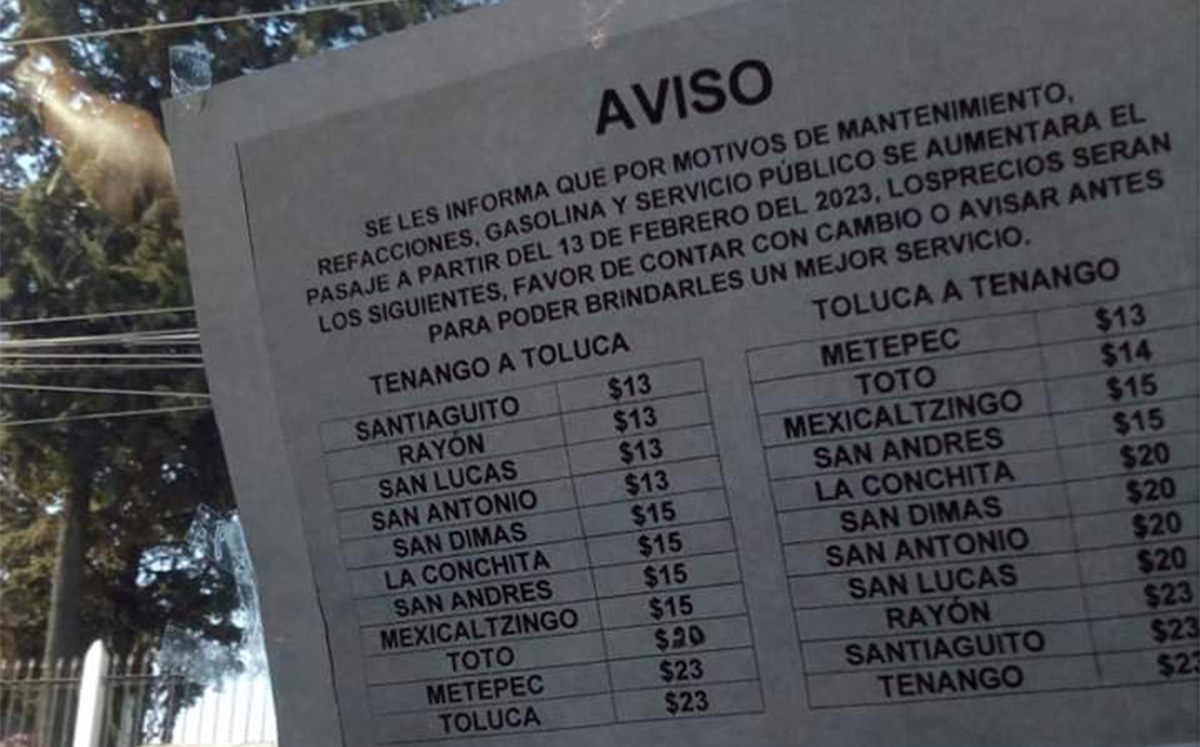 AVISO
SE LES INFORMA QUE POR MOTIVOS DE MANTENIMIENTO,
REFACCIONES, GASOLINA Y SERVICIO PÚBLICO SE AUMENTARA EL
PASAJE A PARTIR DEL 13 DE FEBRERO DEL 2023, LOSPRECIOS SERAN
LOS SIGUIENTES, FAVOR DE CONTAR CON CAMBIO O AVISAR ANTES
PARA PODER BRINDARLES UN MEJOR SERVICIO.
TENANGO A TOLUCA
SANTIAGUITO $13
RAYÓN $13
SAN LUCAS $13
SAN ANTONIO $13
SAN DIMAS $15
LA CONCHITA $15
SAN ANDRES $15
MEXICALTZINGO $15
TOTO $20
METEPEC $23
TOLUCA $23
TOLUCA A TENANGO
METEPEC $13
TOTO $14
MEXICALTZINGO $15
SAN ANDRES $15
LA CONCHITA $20
SAN DIMAS $20
SAN ANTONIO $20
SAN LUCAS $20
RAYÓN $23
SANTIAGUITO $23
TENANGO $23